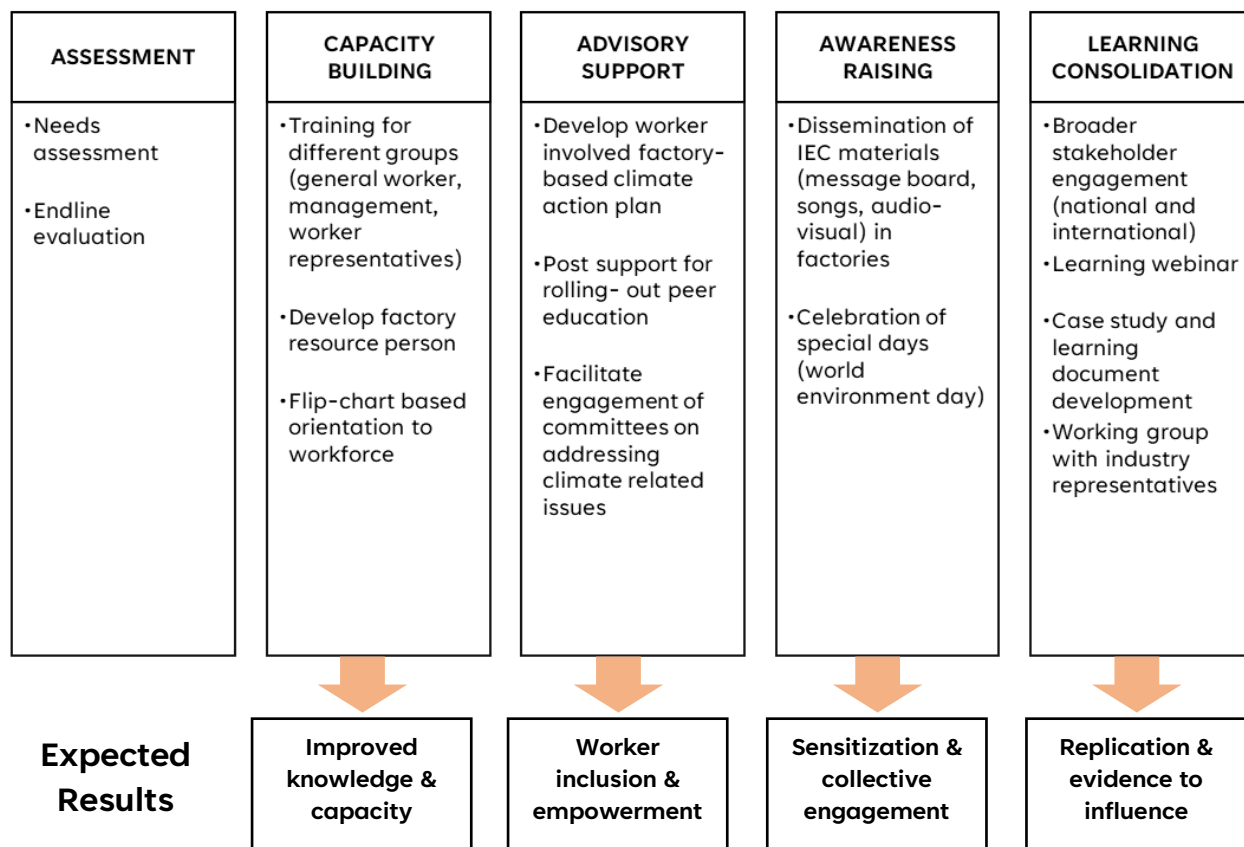 ASSESSMENT
•Needs
assessment
•Endline
evaluation
CAPACITY
BUILDING
•Training for
different groups
(general worker,
management,
worker
representatives)
•Develop factory
resource person
•Flip-chart based
orientation to
workforce
ADVISORY
SUPPORT
•Develop worker
involved factory-
based climate
action plan
•Post support for
rolling- out peer
education
•Facilitate
engagement of
committees on
addressing
climate related
issues
AWARENESS
RAISING
•Dissemination of
IEC materials
(message board,
songs, audio-
visual) in
factories
•Celebration of
special days
(world
environment day)
LEARNING
CONSOLIDATION
•Broader
stakeholder
engagement
(national and
international)
•Learning webinar
•Case study and
learning
document
development
•Working group
with industry
representatives
Expected
Results
Improved
knowledge &
capacity
Worker
inclusion &
empowerment
Sensitization &
collective
engagement
Replication &
evidence to
influence